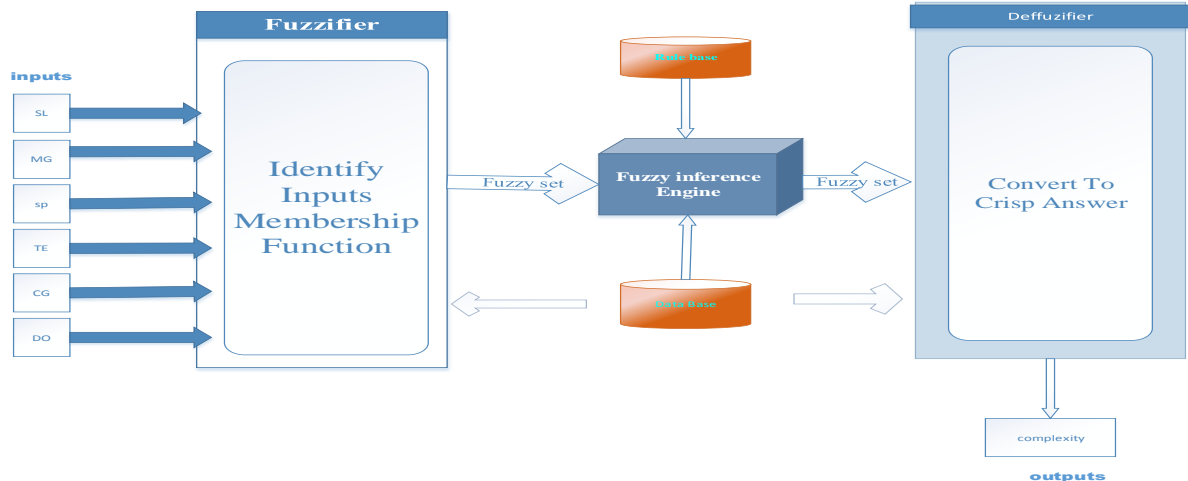 Fuzzifier
inputs
SL
MG
sp
TE
CG
DO
Identify
Inputs
Membership
Function
Fuzzy set
Rule base
Fuzzy inference
Engine
Data Base
Fuzzy set
Deffuzifier
Convert To
Crisp Answer
complexity
outputs